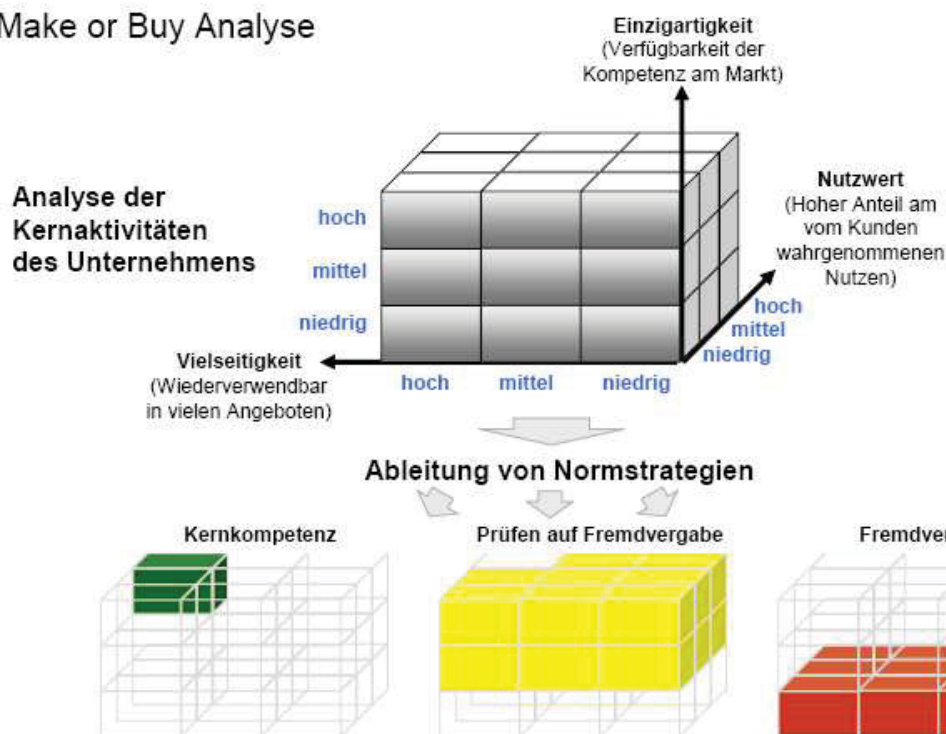 Make or Buy Analyse
Einzigartigkeit
(Verfügbarkeit der
Kompetenz am Markt)
Analyse der
Kernaktivitäten
des Unternehmens
hoch
mittel
niedrig
Nutzwert
(Hoher Anteil am
vom Kunden
wahrgenommenen
Nutzen)
hoch
mittel
niedrig
Vielseitigkeit
(Wiederverwendbar
in vielen Angeboten)
hoch mittel niedrig
Ableitung von Normstrategien
Kernkompetenz
Prüfen auf Fremdvergabe